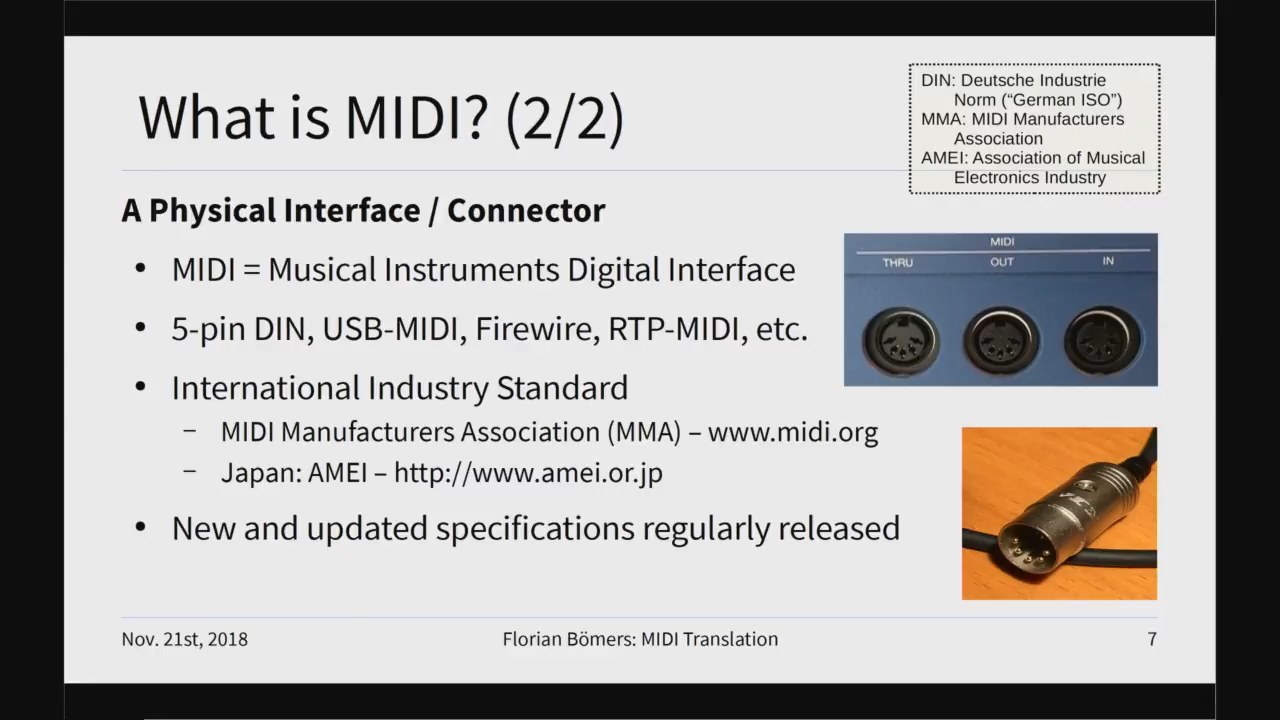 What is MIDI? (2/2)
DIN: Deutsche Industrie
Norm (“German ISO”)
MMA: MIDI Manufacturers
Association
AMEI: Association of Musical
Electronics Industry
A Physical Interface / Connector
• MIDI = Musical Instruments Digital Interface
• 5-pin DIN, USB-MIDI, Firewire, RTP-MIDI, etc.
• International Industry Standard
– MIDI Manufacturers Association (MMA) – www.midi.org
– Japan: AMEI – http://www.amei.or.jp
• New and updated specifications regularly released
MIDI
THRU OUT IN
Nov. 21st, 2018 Florian Bömers: MIDI Translation 7